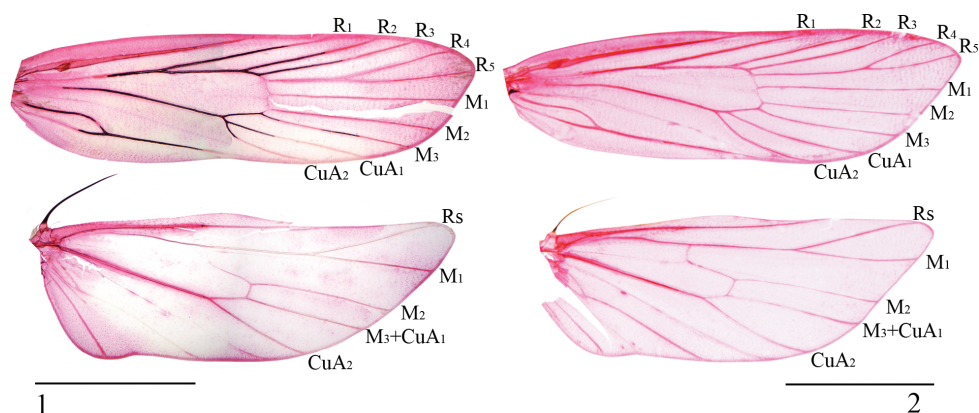 R1 R2 R3 R4 R5 M1 M2 M3 CuA1 CuA2
R1 R2 R3 R4 R5 M1 M2 M3 CuA1 CuA2
Rs M1 M2 M3+CuA1 CuA2
Rs M1 M2 M3+CuA1 CuA2
1
2